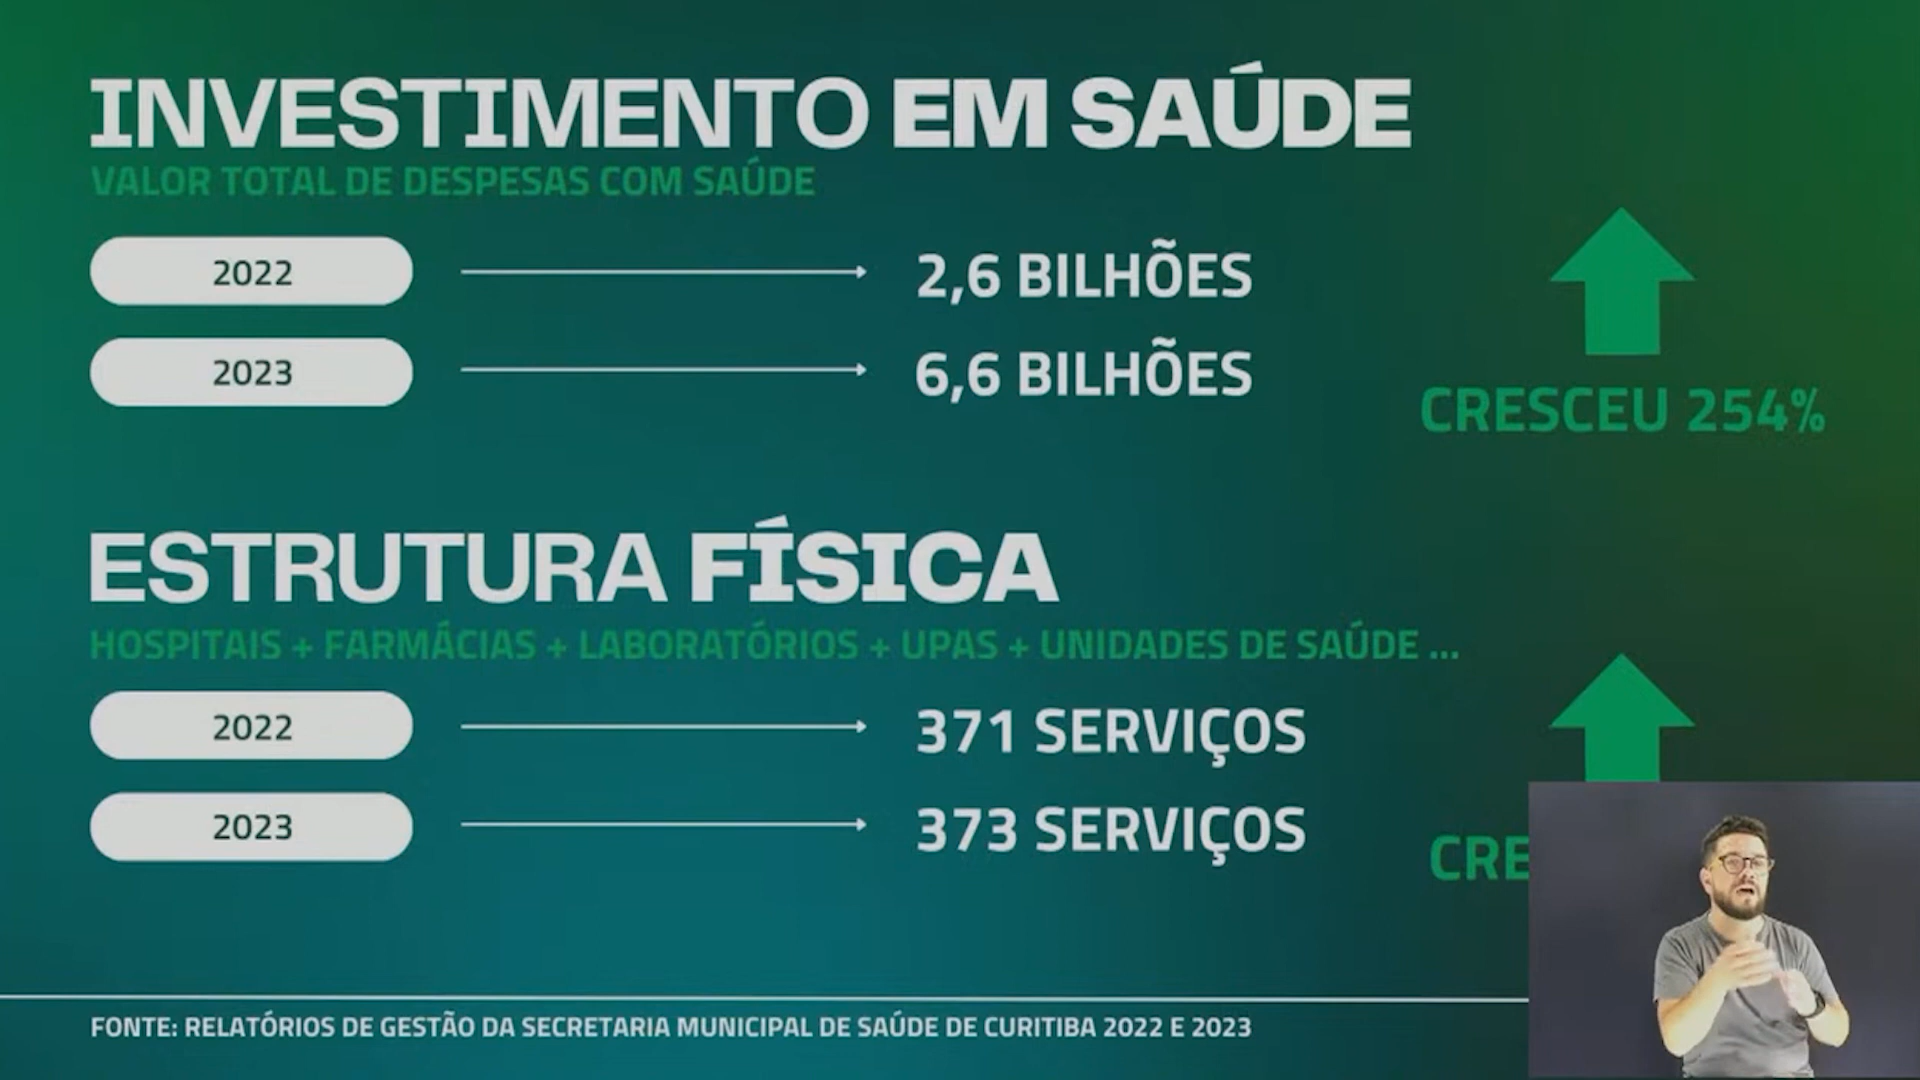 INVESTIMENTO EM SAÚDE
VALOR TOTAL DE DESPESAS COM SAÚDE
2022
2,6 BILHÕES
2023
6,6 BILHÕES
CRESCEU 254%
ESTRUTURA FÍSICA
HOSPITAIS + FARMÁCIAS + LABORATÓRIOS + UPAS + UNIDADES DE SAÚDE ...
2022
371 SERVIÇOS
2023
373 SERVIÇOS
CRE
FONTE: RELATÓRIOS DE GESTÃO DA SECRETARIA MUNICIPAL DE SAÚDE DE CURITIBA 2022 E 2023